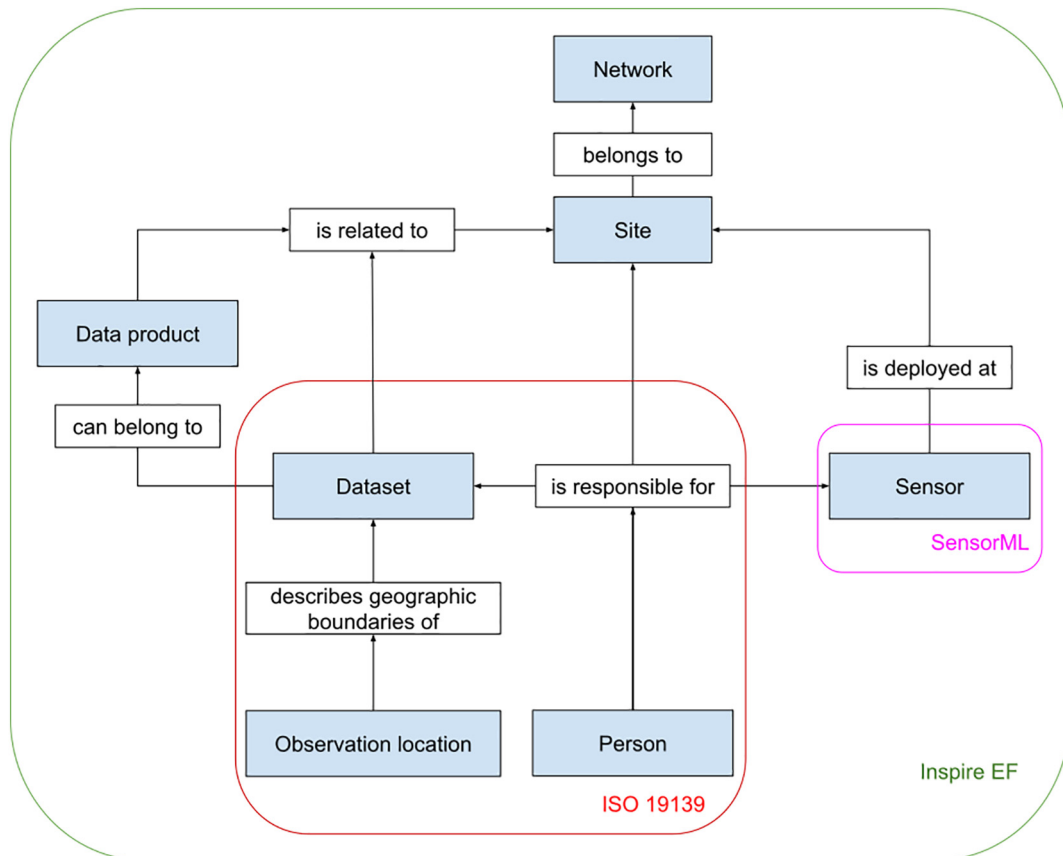 Network
belongs to
is related to
Site
Data product
is deployed at
can belong to
Dataset
is responsible for
Sensor
SensorML
describes geographic
boundaries of
Observation location
Person
Inspire EF
ISO 19139